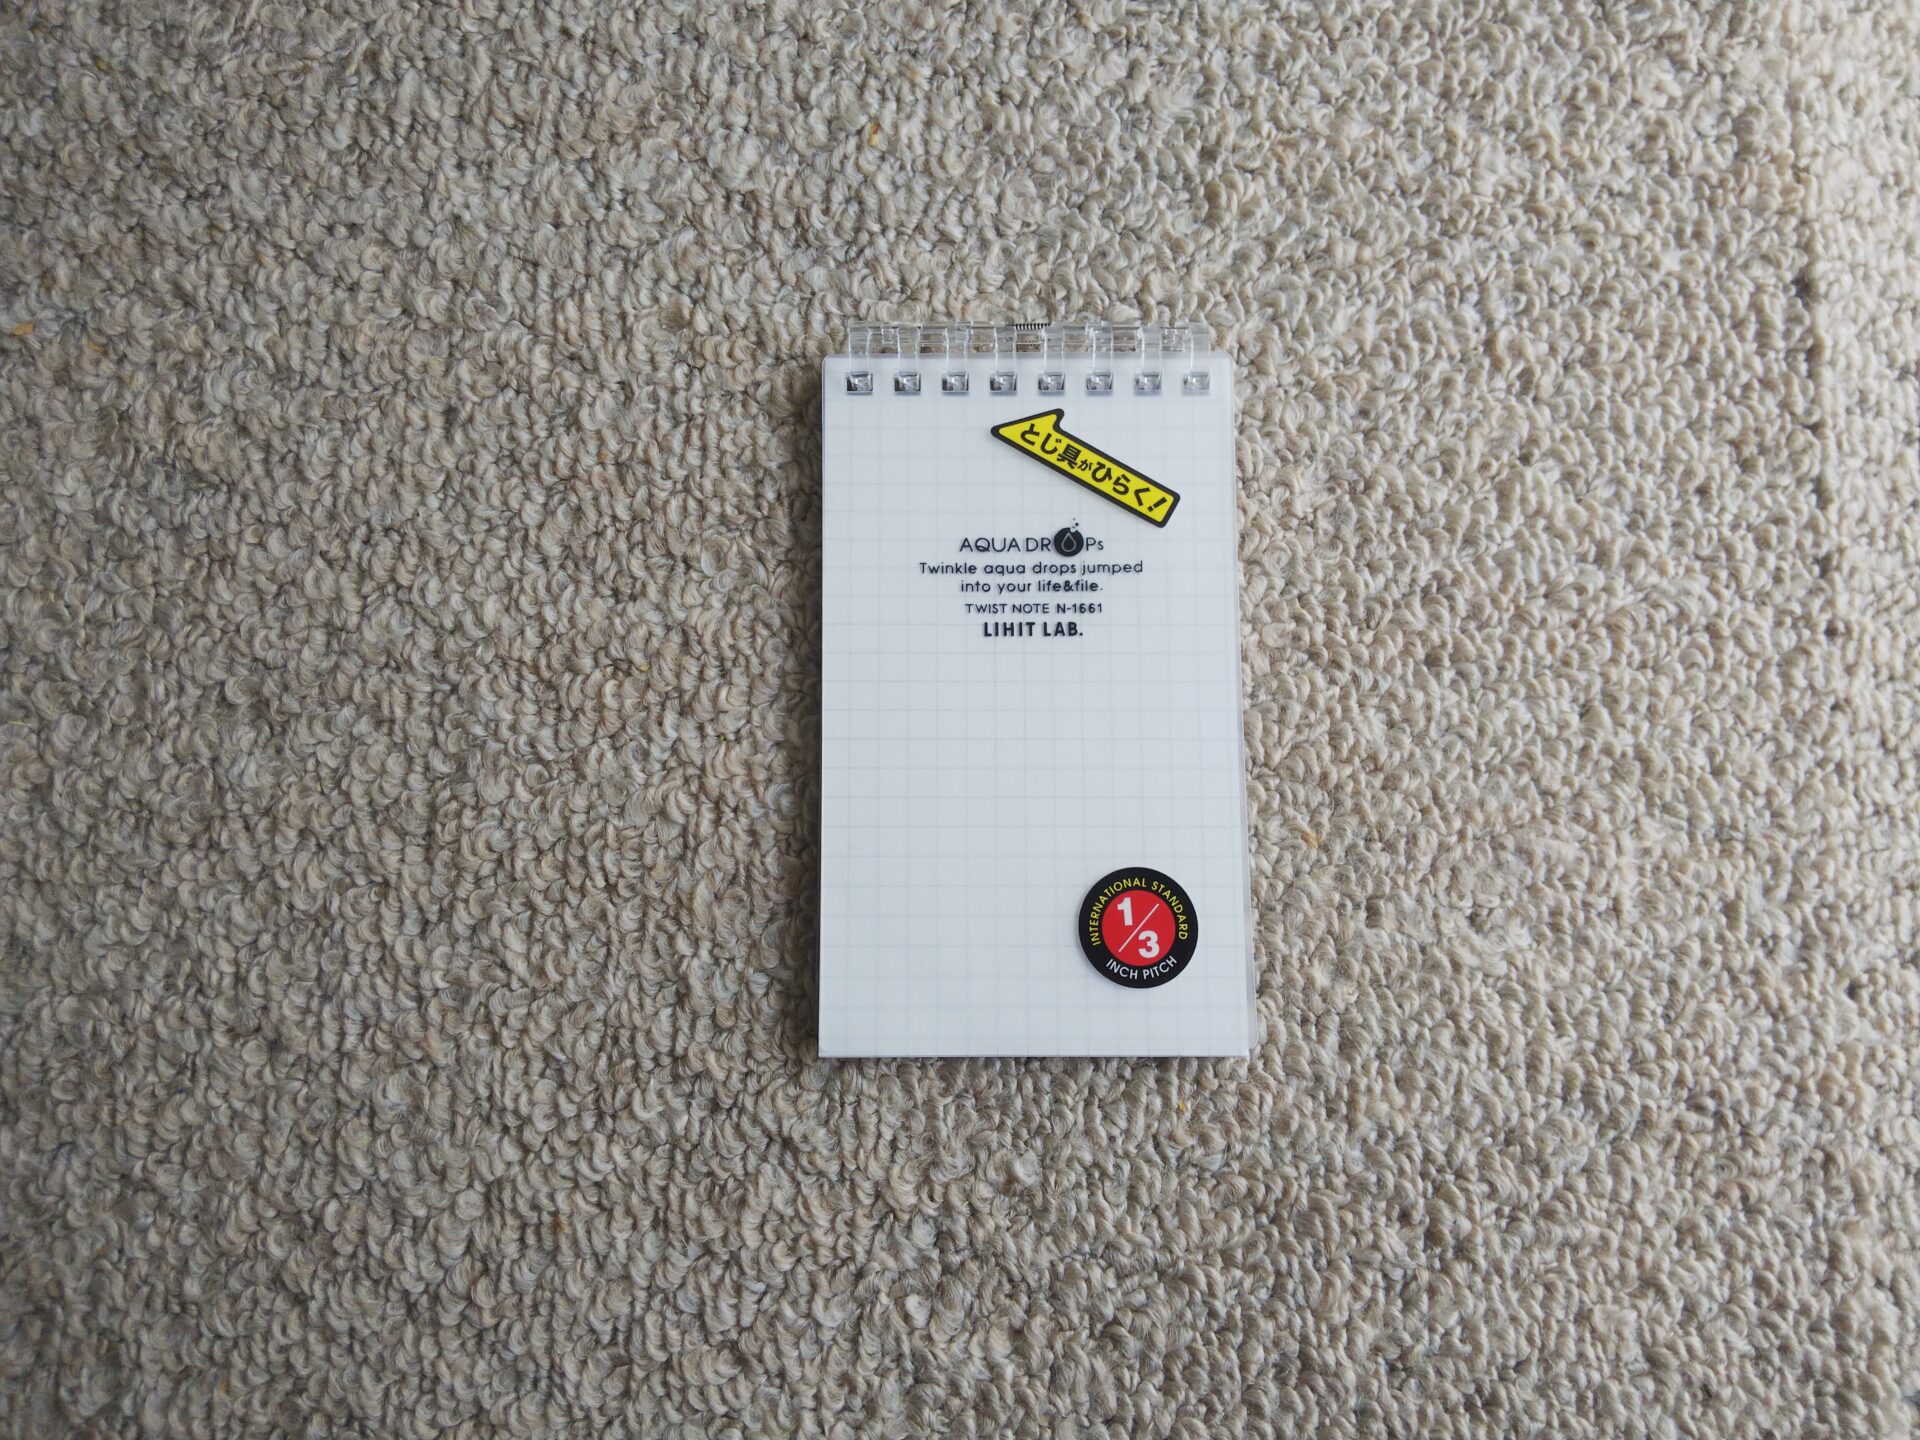 とじ具がひらく!
AQUA DROPs
Twinkle aqua drops jumped
into your life&file.
TWIST NOTE N-1661
LIHIT LAB.
INTERNATIONAL STANDARD
1/3
INCH PITCH